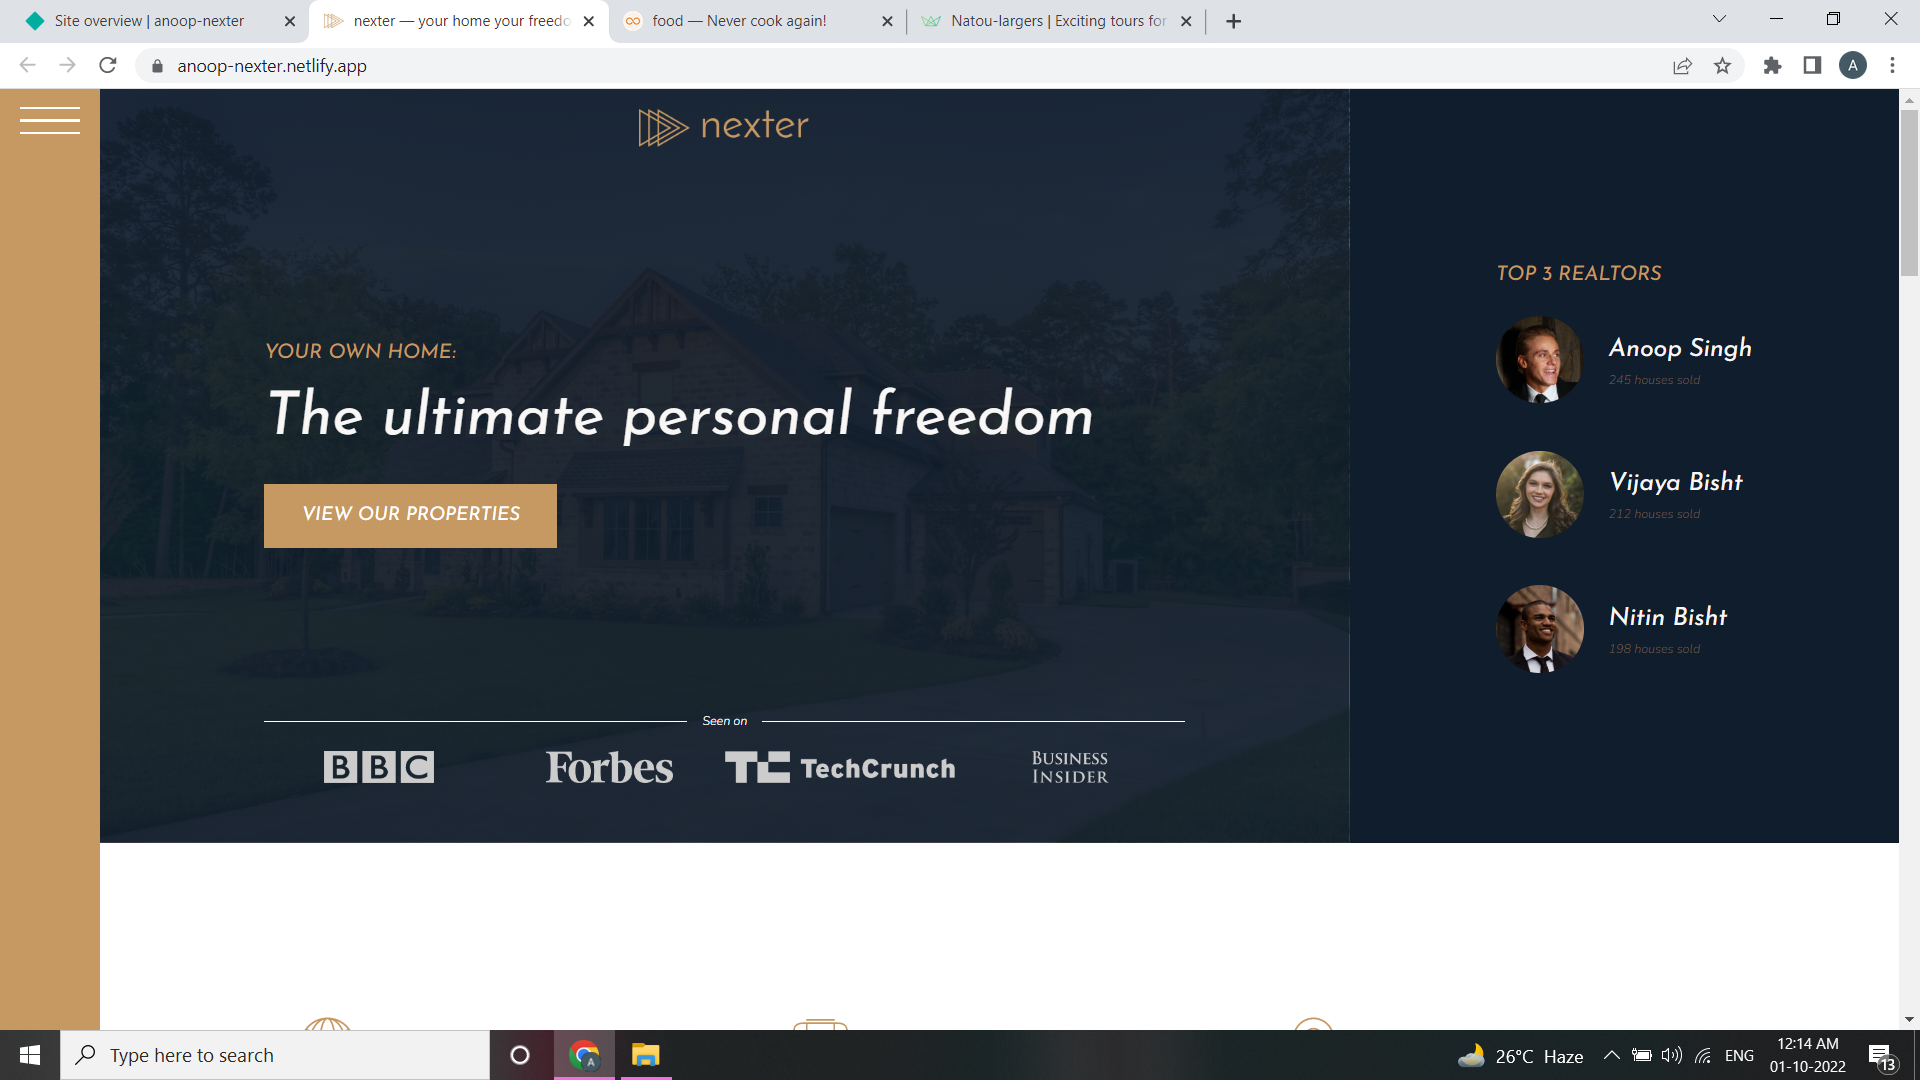 Site overview | anoop-nexter
nexter — your home your freedo
food — Never cook again!
Natou-largers | Exciting tours for
anoop-nexter.netlify.app
A
nexter
YOUR OWN HOME:
The ultimate personal freedom
VIEW OUR PROPERTIES
Seen on
BBC
Forbes
TC TechCrunch
BUSINESS
INSIDER
TOP 3 REALTORS
Anoop Singh
245 houses sold
Vijaya Bisht
212 houses sold
Nitin Bisht
198 houses sold
Type here to search
A
26°C Haze
ENG
12:14 AM
01-10-2022
13